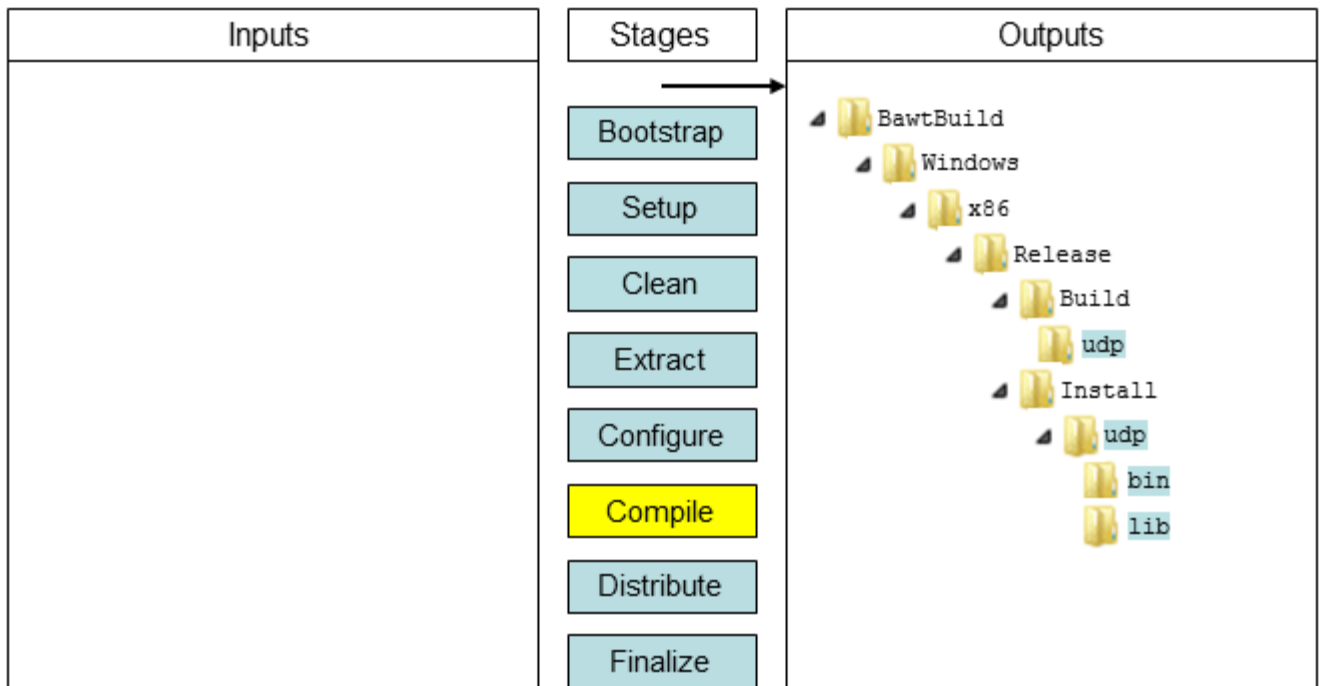 Inputs
Stages
Outputs
Bootstrap
Setup
Clean
Extract
Configure
Compile
Distribute
Finalize
BawtBuild
Windows
x86
Release
Build
udp
Install
udp
bin
lib